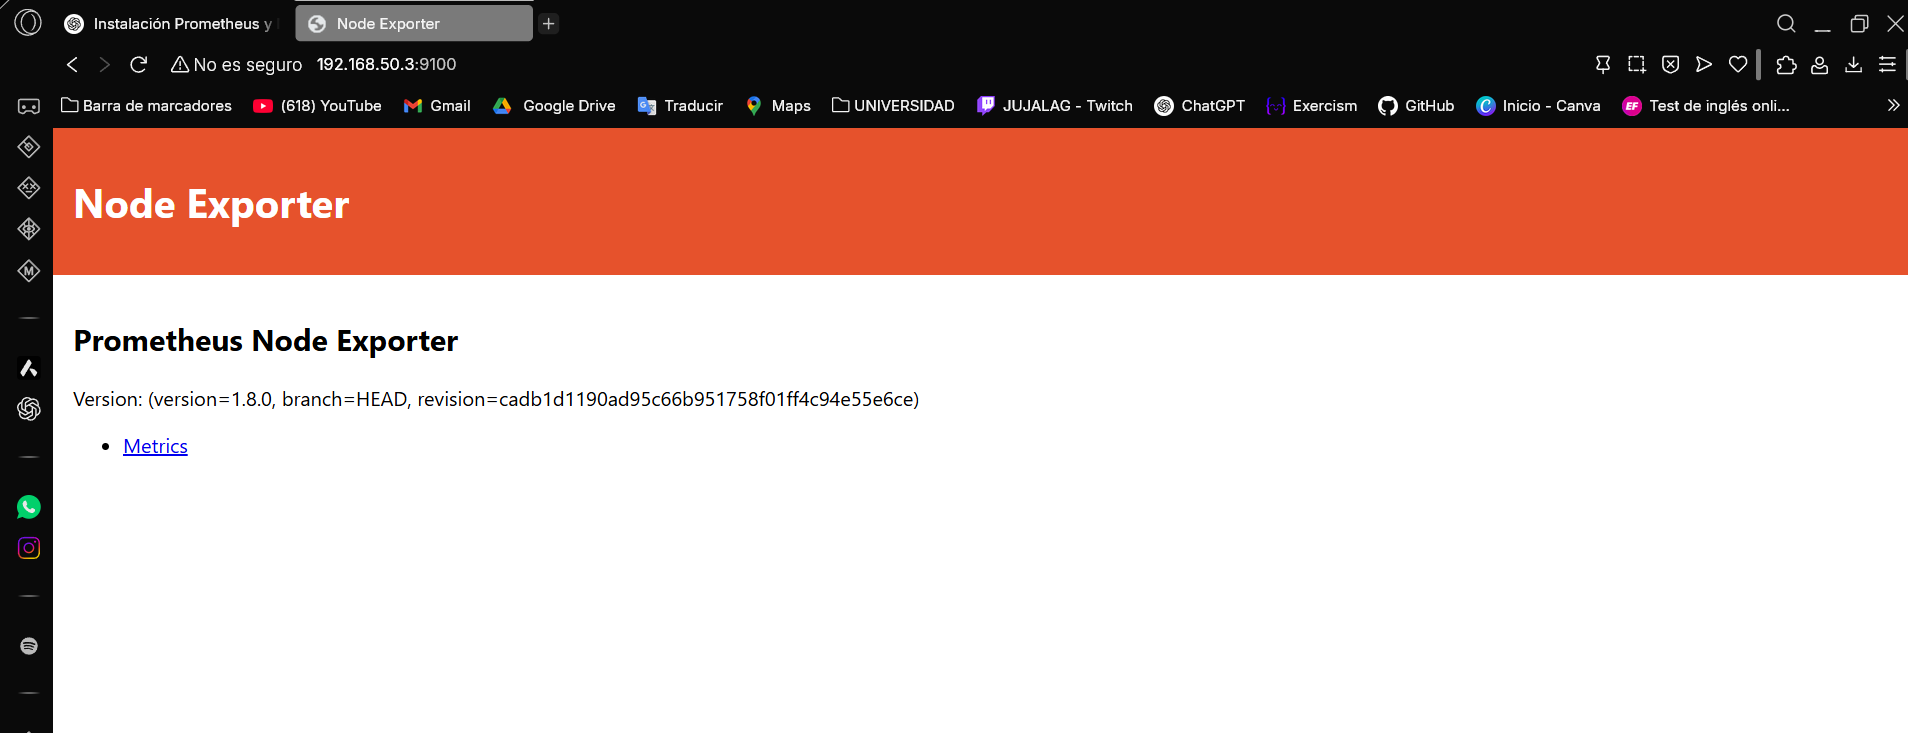 Instalación Prometheus y
Node Exporter
No es seguro 192.168.50.3:9100
Barra de marcadores (618) YouTube Gmail Google Drive Traducir Maps UNIVERSIDAD JUJALAG - Twitch ChatGPT Exercism GitHub Inicio - Canva EF Test de inglés onli...
Node Exporter
M
Prometheus Node Exporter
Version: (version=1.8.0, branch=HEAD, revision=cadb1d1190ad95c66b951758f01ff4c94e55e6ce)
Metrics